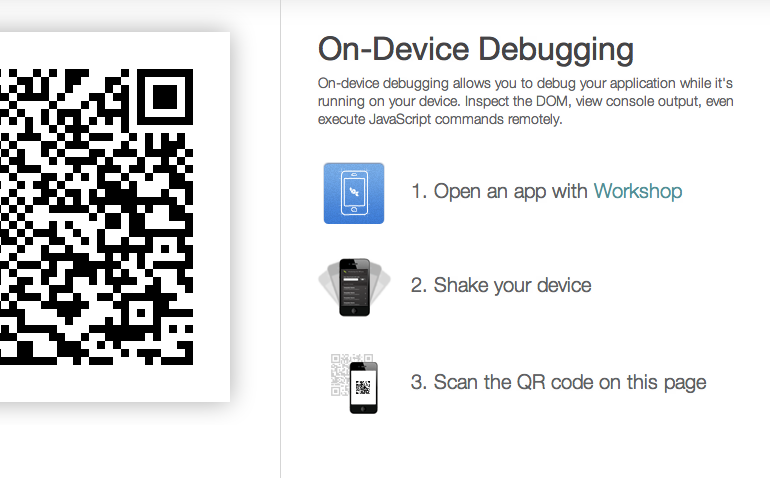 On-Device Debugging
On-device debugging allows you to debug your application while it's
running on your device. Inspect the DOM, view console output, even
execute JavaScript commands remotely.
1. Open an app with Workshop
2. Shake your device
3. Scan the QR code on this page